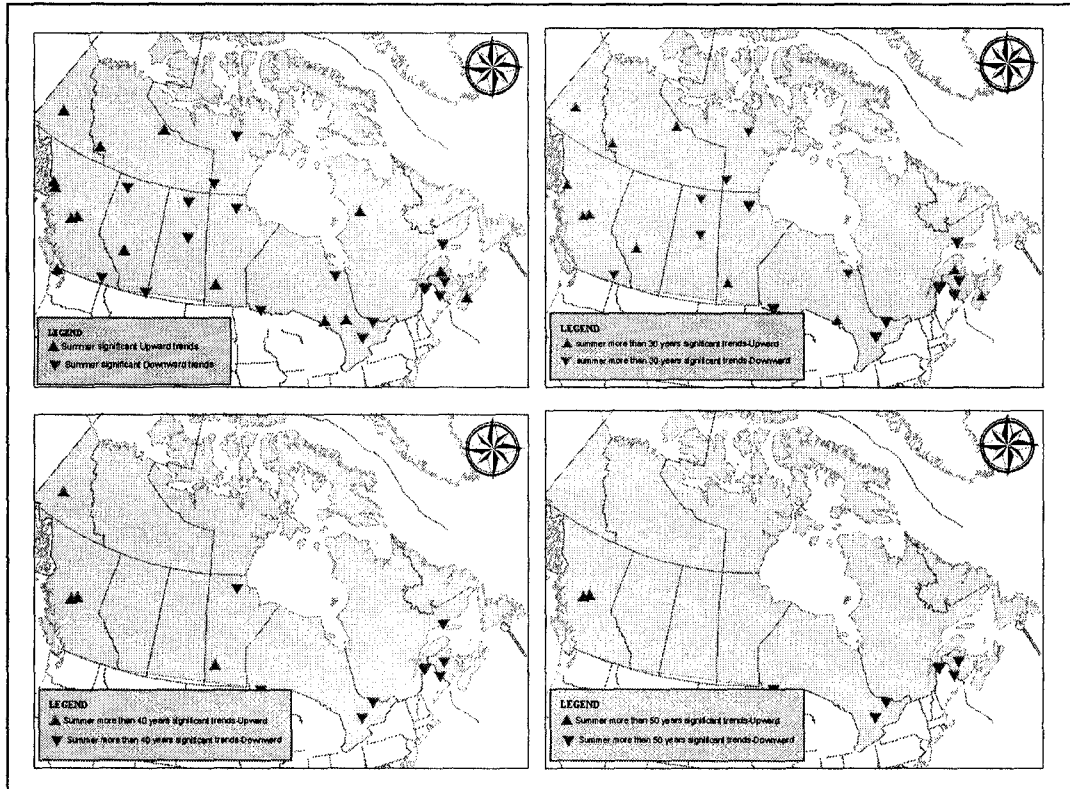 LEGEND
Summer significant Upward trends
Summer significant Downward trends
LEGEND
summer more than 30 years significant trends-Upward
summer more than 30 years significant trends-Downward
LEGEND
Summer more than 40 years significant trends-Upward
Summer more than 40 years significant trends-Downward
LEGEND
Summer more than 50 years significant trends-Upward
Summer more than 50 years significant trends-Downward